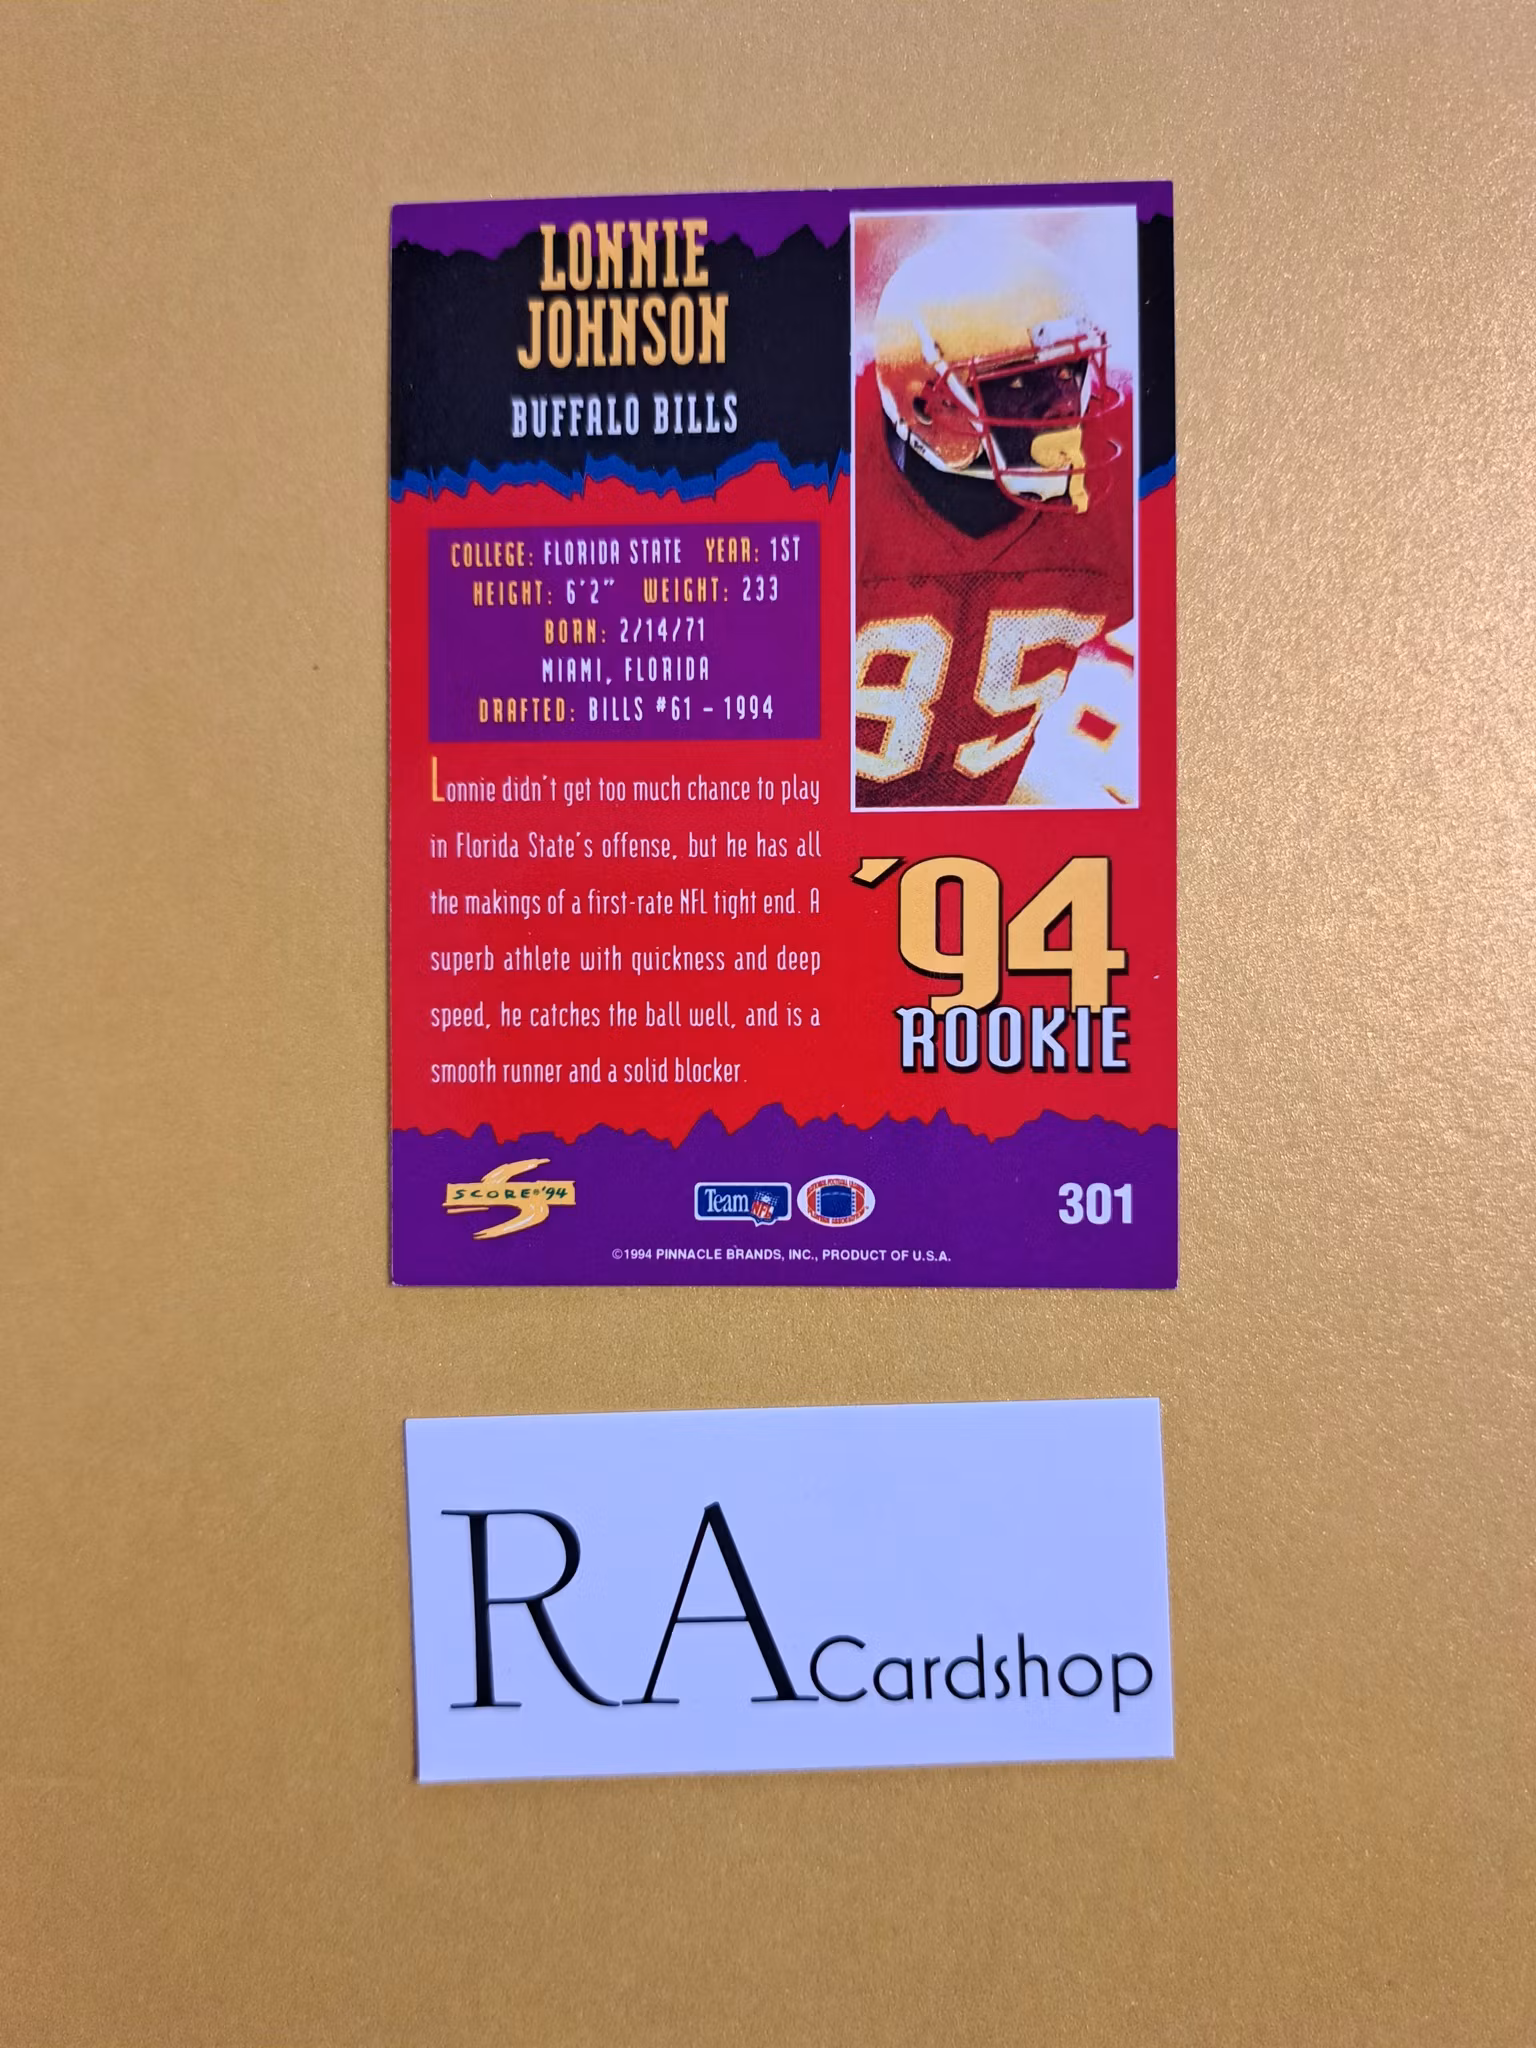 LONNIE
JOHNSON
BUFFALO BILLS
COLLEGE: FLORIDA STATE YEAR: 1ST
HEIGHT: 6'2" WEIGHT: 233
BORN: 2/14/71
MIAMI, FLORIDA
DRAFTED: BILLS #61 - 1994
Lonnie didn't get too much chance to play
in Florida State's offense, but he has all
the makings of a first-rate NFL tight end. A
superb athlete with quickness and deep
speed, he catches the ball well, and is a
smooth runner and a solid blocker.
85
'94
ROOKIE
SCORE®'94
Team NFL
301
©1994 PINNACLE BRANDS, INC., PRODUCT OF U.S.A.
RA Cardshop